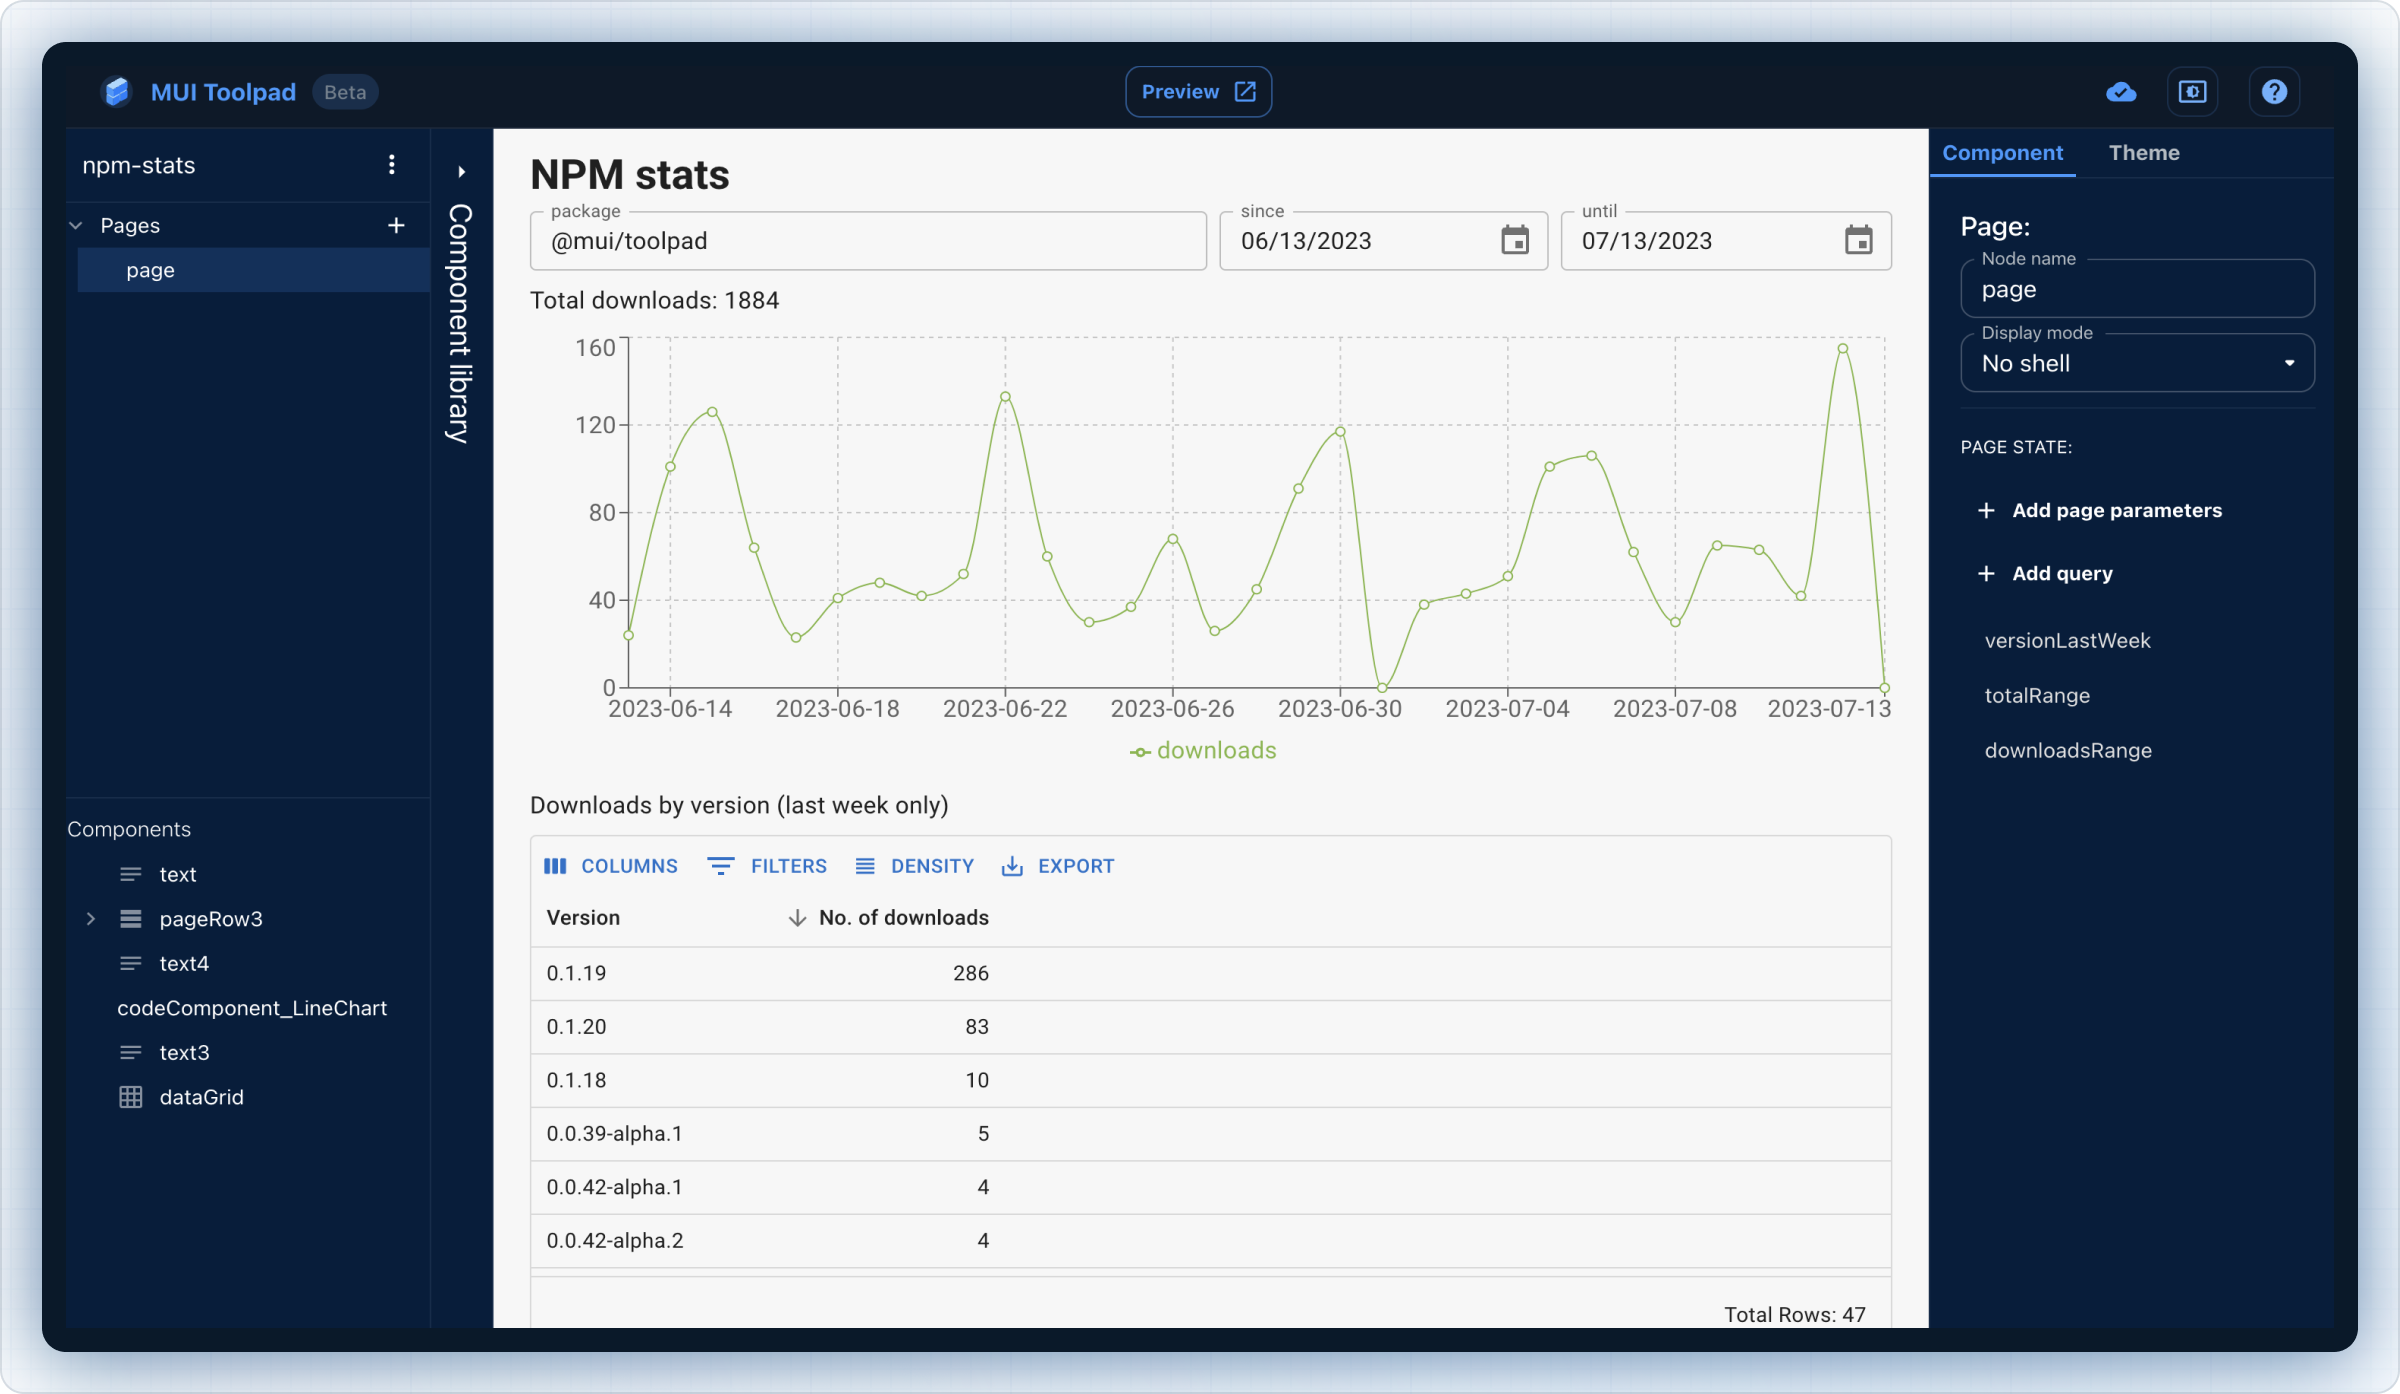 MUI Toolpad
Beta
Preview
npm-stats
Pages
page
Component library
Components
text
pageRow3
text4
codeComponent_LineChart
text3
dataGrid
NPM stats
package
@mui/toolpad
since
06/13/2023
until
07/13/2023
Total downloads: 1884
160
120
80
40
0
2023-06-14 2023-06-18 2023-06-22 2023-06-26 2023-06-30 2023-07-04 2023-07-08 2023-07-13
downloads
Downloads by version (last week only)
COLUMNS FILTERS DENSITY EXPORT
Version No. of downloads
0.1.19 286
0.1.20 83
0.1.18 10
0.0.39-alpha.1 5
0.0.42-alpha.1 4
0.0.42-alpha.2 4
Total Rows: 47
Component Theme
Page:
Node name
page
Display mode
No shell
PAGE STATE:
Add page parameters
Add query
versionLastWeek
totalRange
downloadsRange